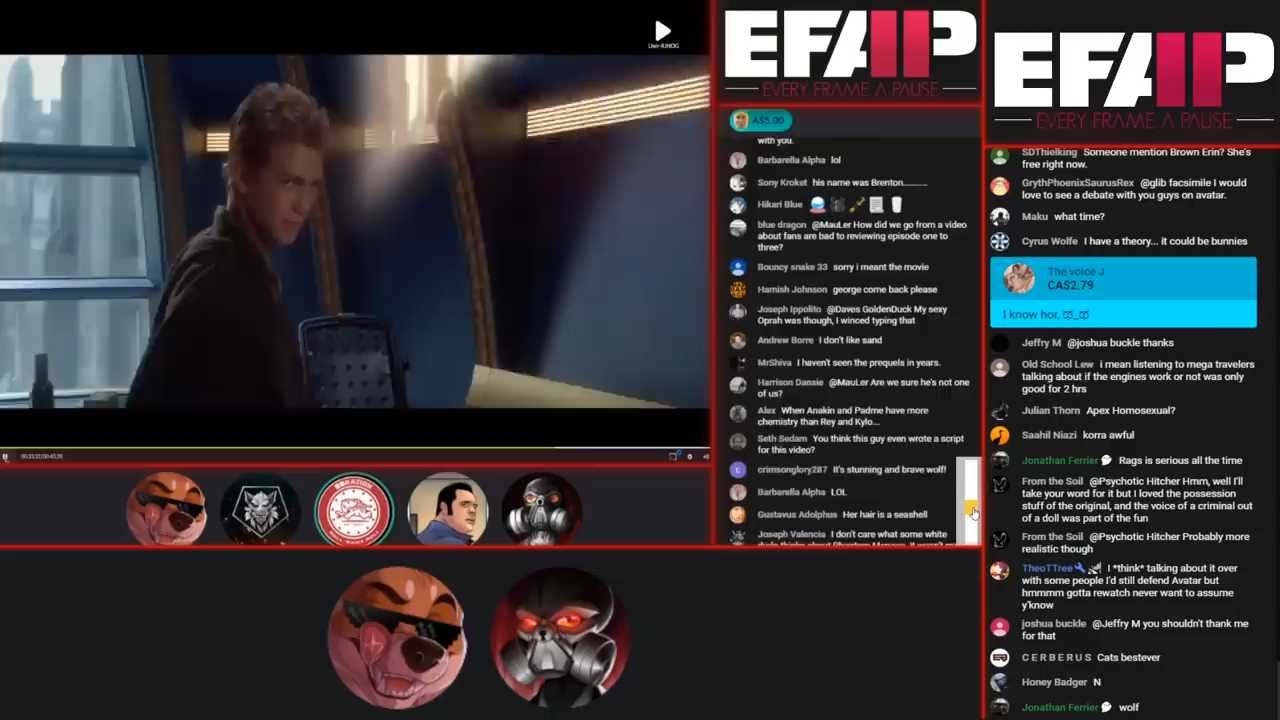 User-IUHOG
00:33:32/00:43:20
EFAP
EVERY FRAME A PAUSE
A$5.00
with you.
Barbarella Alpha lol
Sony Kroket his name was Brenton..........
Hikari Blue
blue dragon @MauLer How did we go from a video
about fans are bad to reviewing episode one to
three?
Bouncy snake 33 sorry i meant the movie
Hamish Johnson george come back please
Joseph Ippolito @Daves GoldenDuck My sexy
Oprah was though, I winced typing that
Andrew Borre I don't like sand
MrShiva I haven't seen the prequels in years.
Harrison Dansie @MauLer Are we sure he's not one
of us?
Alex When Anakin and Padme have more
chemistry than Rey and Kylo...
Seth Sedam You think this guy even wrote a script
for this video?
crimsonglory287 It's stunning and brave wolf!
Barbarella Alpha LOL
Gustavus Adolphus Her hair is a seashell
Joseph Valencia I don't care what some white
EFAP
EVERY FRAME A PAUSE
SDThielking Someone mention Brown Erin? She's
free right now.
GrythPhoenixSaurusRex @glib facsimile I would
love to see a debate with you guys on avatar.
Maku what time?
Cyrus Wolfe I have a theory... it could be bunnies
The voice J
CA$2.79
I know hor, ಥ_ಥ
Jeffry M @joshua buckle thanks
Old School Lew i mean listening to mega travelers
talking about if the engines work or not was only
good for 2 hrs
Julian Thorn Apex Homosexual?
Saahil Niazi korra awful
Jonathan Ferrier Rags is serious all the time
From the Soil @Psychotic Hitcher Hmm, well I'll
take your word for it but I loved the possession
stuff of the original, and the voice of a criminal out
of a doll was part of the fun
From the Soil @Psychotic Hitcher Probably more
realistic though
TheoTTree I *think* talking about it over
with some people I'd still defend Avatar but
hmmmm gotta rewatch never want to assume
y'know
joshua buckle @Jeffry M you shouldn't thank me
for that
C E R B E R U S Cats bestever
Honey Badger N
Jonathan Ferrier wolf